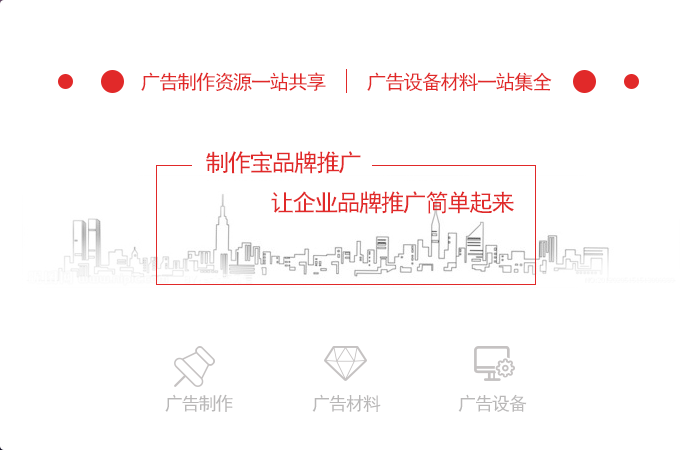 广告制作资源一站共享 | 广告设备材料一站集全
制作宝品牌推广
让企业品牌推广简单起来
广告制作 广告材料 广告设备